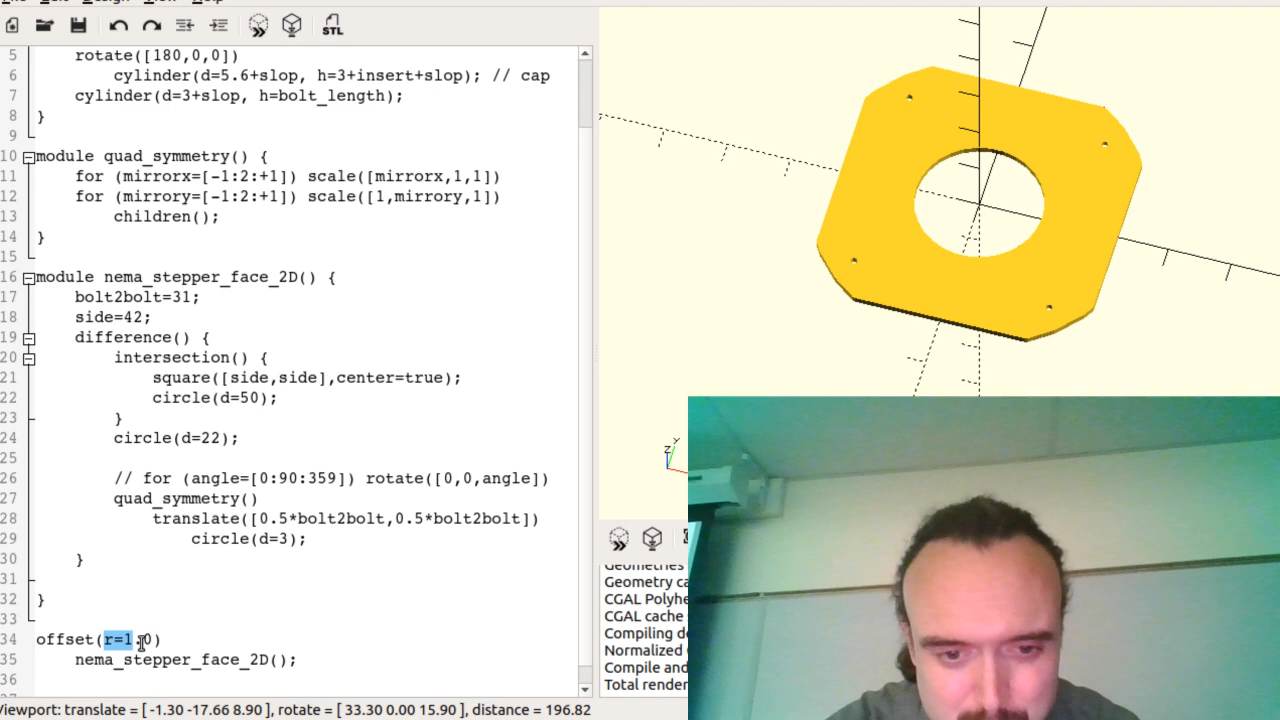 STL
5 rotate([180,0,0])
6 cylinder(d=5.6+slop, h=3+insert+slop); // cap
7 cylinder(d=3+slop, h=bolt_length);
8 }
9
10 module quad_symmetry() {
11 for (mirrorx=[-1:2:+1]) scale([mirrorx,1,1])
12 for (mirrory=[-1:2:+1]) scale([1,mirrory,1])
13 children();
14 }
15
16 module nema_stepper_face_2D() {
17 bolt2bolt=31;
18 side=42;
19 difference() {
20 intersection() {
21 square([side,side],center=true);
22 circle(d=50);
23 }
24 circle(d=22);
25
26 // for (angle=[0:90:359]) rotate([0,0,angle])
27 quad_symmetry()
28 translate([0.5*bolt2bolt,0.5*bolt2bolt])
29 circle(d=3);
30 }
31
32 }
33
34 offset(r=1.0)
35 nema_stepper_face_2D();
36
Z
Y
Geometries
Geometry ca
CGAL Polyhe
CGAL cache
Compiling de
Normalized
Compile and
Total render
Viewport: translate = [ -1.30 -17.66 8.90 ], rotate = [ 33.30 0.00 15.90 ], distance = 196.82